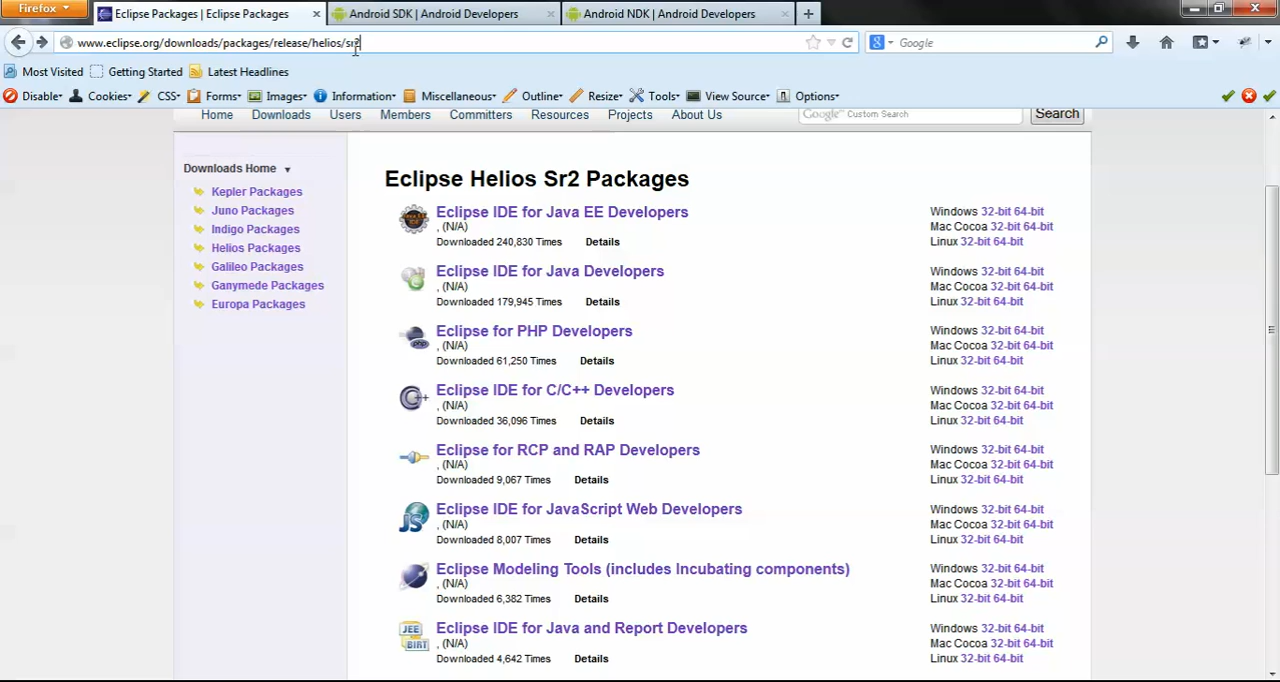 Firefox
Eclipse Packages | Eclipse Packages
Android SDK | Android Developers
Android NDK | Android Developers
www.eclipse.org/downloads/packages/release/helios/sr2
Google
Most Visited
Getting Started
Latest Headlines
Disable
Cookies
CSS
Forms
Images
Information
Miscellaneous
Outline
Resize
Tools
View Source
Options
Home
Downloads
Users
Members
Committers
Resources
Projects
About Us
Google Custom Search
Search
Downloads Home
Kepler Packages
Juno Packages
Indigo Packages
Helios Packages
Galileo Packages
Ganymede Packages
Europa Packages
Eclipse Helios Sr2 Packages
Eclipse IDE for Java EE Developers
, (N/A)
Downloaded 240,830 Times Details
Windows 32-bit 64-bit
Mac Cocoa 32-bit 64-bit
Linux 32-bit 64-bit
Eclipse IDE for Java Developers
, (N/A)
Downloaded 179,945 Times Details
Windows 32-bit 64-bit
Mac Cocoa 32-bit 64-bit
Linux 32-bit 64-bit
php
Eclipse for PHP Developers
, (N/A)
Downloaded 61,250 Times Details
Windows 32-bit 64-bit
Mac Cocoa 32-bit 64-bit
Linux 32-bit 64-bit
C++
Eclipse IDE for C/C++ Developers
, (N/A)
Downloaded 36,096 Times Details
Windows 32-bit 64-bit
Mac Cocoa 32-bit 64-bit
Linux 32-bit 64-bit
Eclipse for RCP and RAP Developers
, (N/A)
Downloaded 9,067 Times Details
Windows 32-bit 64-bit
Mac Cocoa 32-bit 64-bit
Linux 32-bit 64-bit
JS
Eclipse IDE for JavaScript Web Developers
, (N/A)
Downloaded 8,007 Times Details
Windows 32-bit 64-bit
Mac Cocoa 32-bit 64-bit
Linux 32-bit 64-bit
Eclipse Modeling Tools (includes Incubating components)
, (N/A)
Downloaded 6,382 Times Details
Windows 32-bit 64-bit
Mac Cocoa 32-bit 64-bit
Linux 32-bit 64-bit
JEE
BIRT
Eclipse IDE for Java and Report Developers
, (N/A)
Downloaded 4,642 Times Details
Windows 32-bit 64-bit
Mac Cocoa 32-bit 64-bit
Linux 32-bit 64-bit